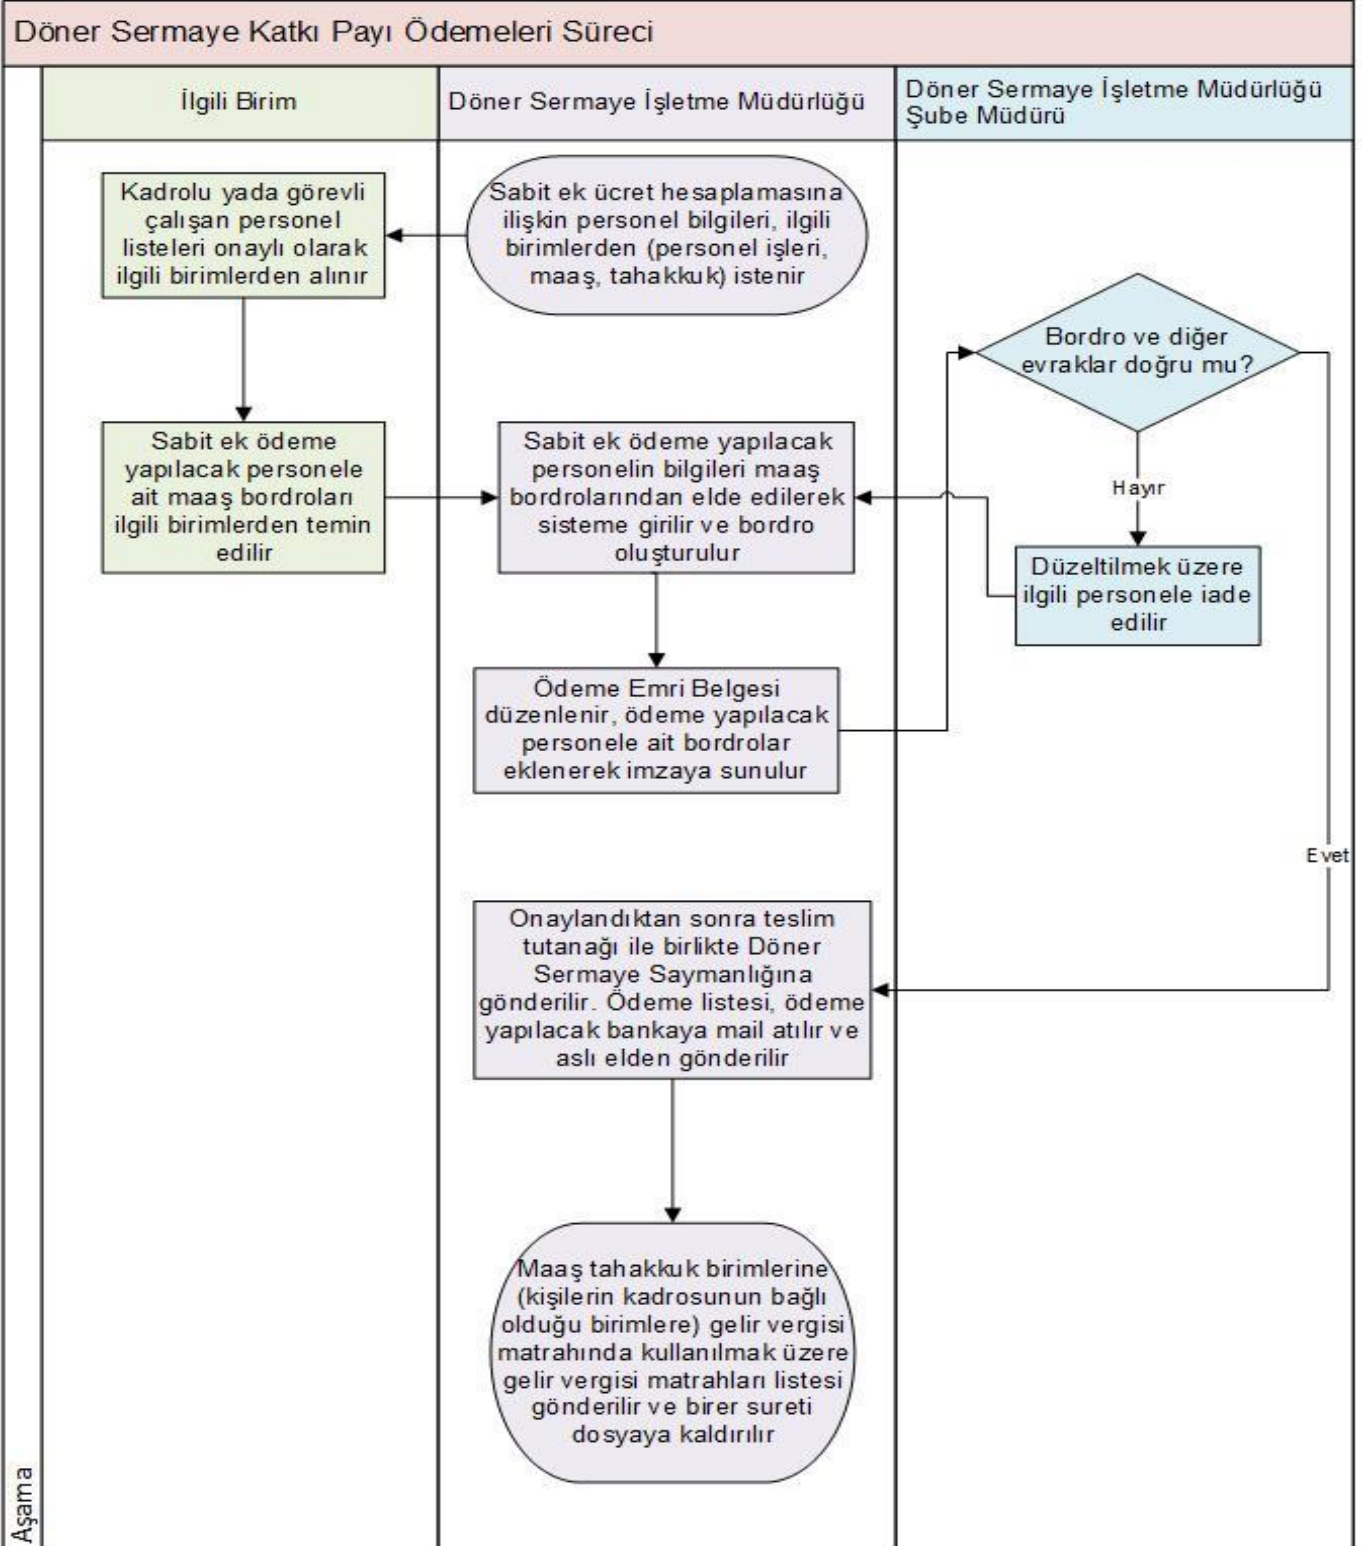 Döner Sermaye Katkı Payı Ödemeleri Süreci
İlgili Birim
Döner Sermaye İşletme Müdürlüğü
Döner Sermaye İşletme Müdürlüğü
Şube Müdürü
Sabit ek ücret hesaplamasına
ilişkin personel bilgileri, ilgili
birimlerden (personel işleri,
maaş, tahakkuk) istenir
Kadrolu yada görevli
çalışan personel
listeleri onaylı olarak
ilgili birimlerden alınır
Sabit ek ödeme
yapılacak personele
ait maaş bordroları
ilgili birimlerden temin
edilir
Sabit ek ödeme yapılacak
personelin bilgileri maaş
bordrolarından elde edilerek
sisteme girilir ve bordro
oluşturulur
Ödeme Emri Belgesi
düzenlenir, ödeme yapılacak
personele ait bordrolar
eklenerek imzaya sunulur
Bordro ve diğer
evraklar doğru mu?
Hayır
Düzeltilmek üzere
ilgili personele iade
edilir
Evet
Onaylandıktan sonra teslim
tutanağı ile birlikte Döner
Sermaye Saymanlığına
gönderilir. Ödeme listesi, ödeme
yapılacak bankaya mail atılır ve
aslı elden gönderilir
Maaş tahakkuk birimlerine
(kişilerin kadrosunun bağlı
olduğu birimlere) gelir vergisi
matrahında kullanılmak üzere
gelir vergisi matrahları listesi
gönderilir ve birer sureti
dosyaya kaldırılır
Aşama